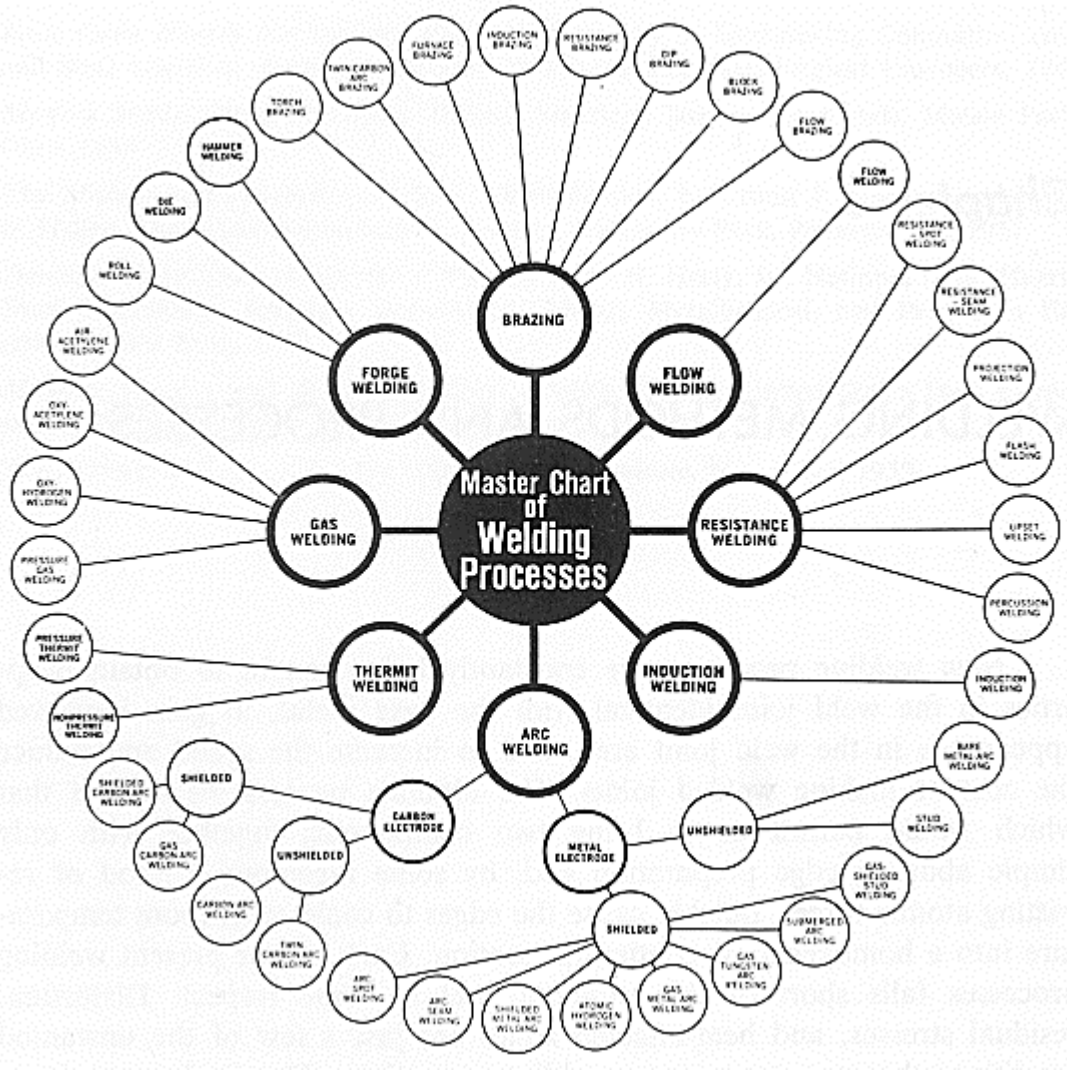 Master Chart
of
Welding
Processes
BRAZING
TORCH
BRAZING
TWIN CARBON
ARC
BRAZING
FURNACE
BRAZING
INDUCTION
BRAZING
RESISTANCE
BRAZING
DIP
BRAZING
BLOCK
BRAZING
FLOW
BRAZING
FLOW
WELDING
FLOW
WELDING
RESISTANCE
WELDING
RESISTANCE
- SPOT
WELDING
RESISTANCE
- SEAM
WELDING
PROJECTION
WELDING
FLASH
WELDING
UPSET
WELDING
PERCUSSION
WELDING
INDUCTION
WELDING
INDUCTION
WELDING
ARC
WELDING
METAL
ELECTRODE
UNSHIELDED
BARE
METAL ARC
WELDING
STUD
WELDING
SHIELDED
GAS
SHIELDED
STUD
WELDING
SUBMERGED
ARC
WELDING
GAS
TUNGSTEN
ARC
WELDING
GAS
METAL ARC
WELDING
ATOMIC
HYDROGEN
WELDING
SHIELDED
METAL ARC
WELDING
ARC
SEAM
WELDING
ARC
SPOT
WELDING
CARBON
ELECTRODE
UNSHIELDED
TWIN
CARBON ARC
WELDING
CARBON ARC
WELDING
SHIELDED
GAS
CARBON ARC
WELDING
SHIELDED
CARBON ARC
WELDING
THERMIT
WELDING
NONPRESSURE
THERMIT
WELDING
PRESSURE
THERMIT
WELDING
GAS
WELDING
PRESSURE
GAS
WELDING
OXY-
HYDROGEN
WELDING
OXY-
ACETYLENE
WELDING
AIR
ACETYLENE
WELDING
FORGE
WELDING
ROLL
WELDING
DIE
WELDING
HAMMER
WELDING